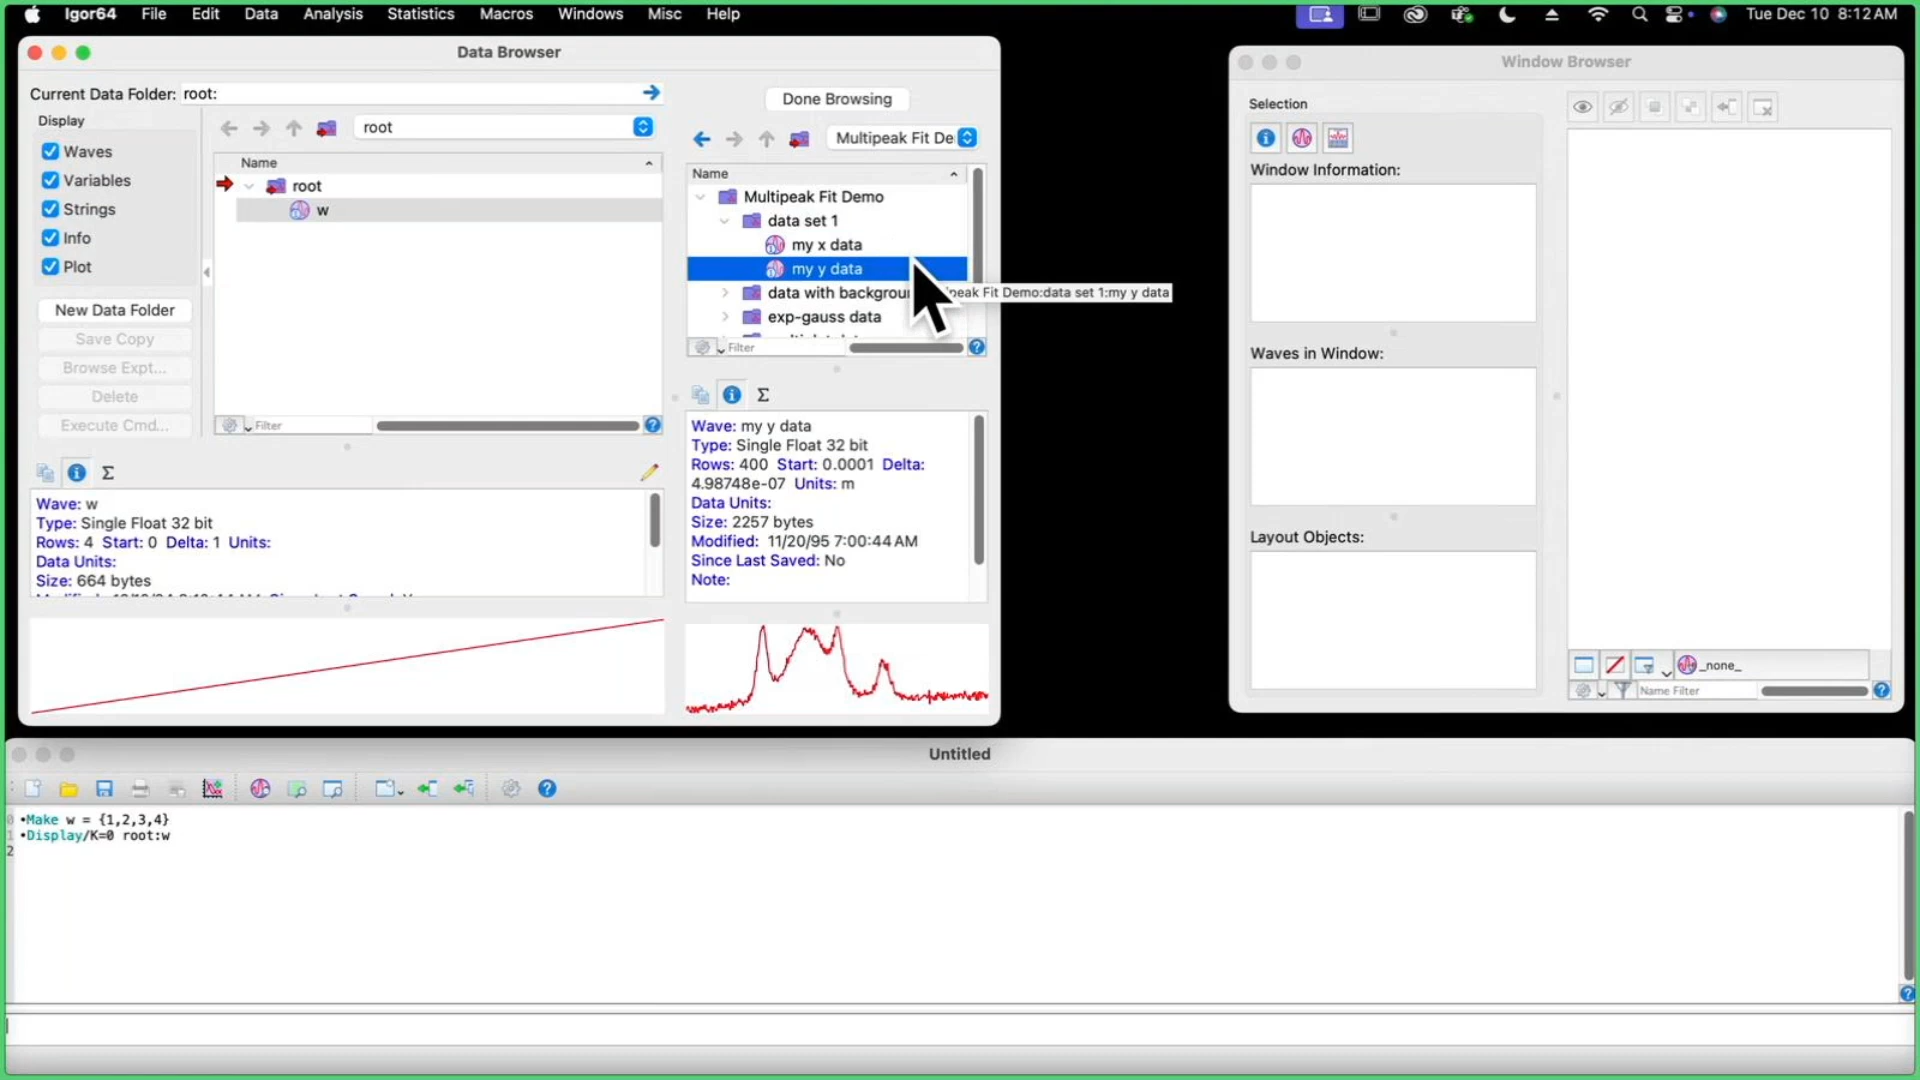 Igor64 File Edit Data Analysis Statistics Macros Windows Misc Help Tue Dec 10 8:12 AM
Data Browser
Current Data Folder: root:
Display
Waves
Variables
Strings
Info
Plot
New Data Folder
Save Copy
Browse Expt...
Delete
Execute Cmd...
root
Name
root
w
Filter
Wave: w
Type: Single Float 32 bit
Rows: 4 Start: 0 Delta: 1 Units:
Data Units:
Size: 664 bytes
Done Browsing
Multipeak Fit De
Name
Multipeak Fit Demo
data set 1
my x data
my y data
data with backgrou
peak Fit Demo:data set 1:my y data
exp-gauss data
Filter
Wave: my y data
Type: Single Float 32 bit
Rows: 400 Start: 0.0001 Delta:
4.98748e-07 Units: m
Data Units:
Size: 2257 bytes
Modified: 11/20/95 7:00:44 AM
Since Last Saved: No
Note:
Window Browser
Selection
Window Information:
Waves in Window:
Layout Objects:
_none_
Name Filter
Untitled
0 •Make w = {1,2,3,4}
1 •Display/K=0 root:w
2